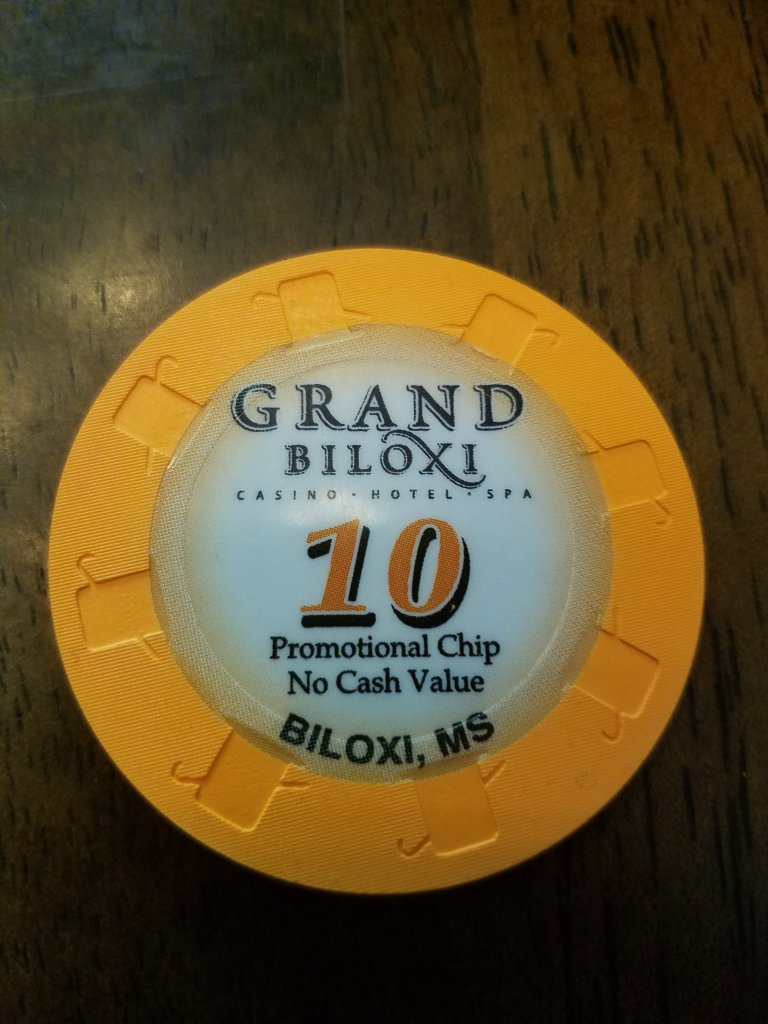 GRAND
BILOXI
CASINO · HOTEL · SPA
10
Promotional Chip
No Cash Value
BILOXI, MS